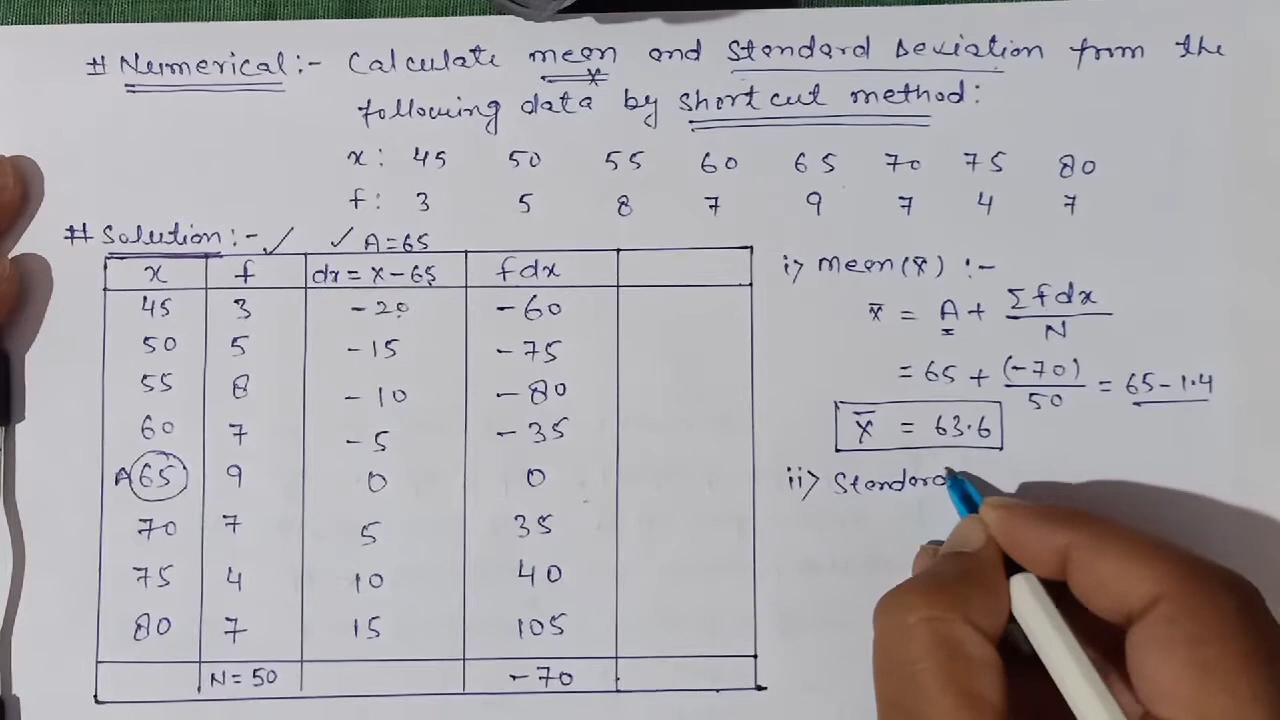 # Numerical:- Calculate mean and Standard Deviation from the
following data by Shortcut method:
x: 45 50 55 60 65 70 75 80
f: 3 5 8 7 9 7 4 7
# Solution:- ✓ ✓ A=65
x f dx = x-65 fdx
45 3 -20 -60
50 5 -15 -75
55 8 -10 -80
60 7 -5 -35
A 65 9 0 0
70 7 5 35
75 4 10 40
80 7 15 105
N = 50 -70
i) Mean(x̄) :-
x̄ = A + Σfdx / N
= 65 + (-70) / 50 = 65-1.4
x̄ = 63.6
ii) Standard